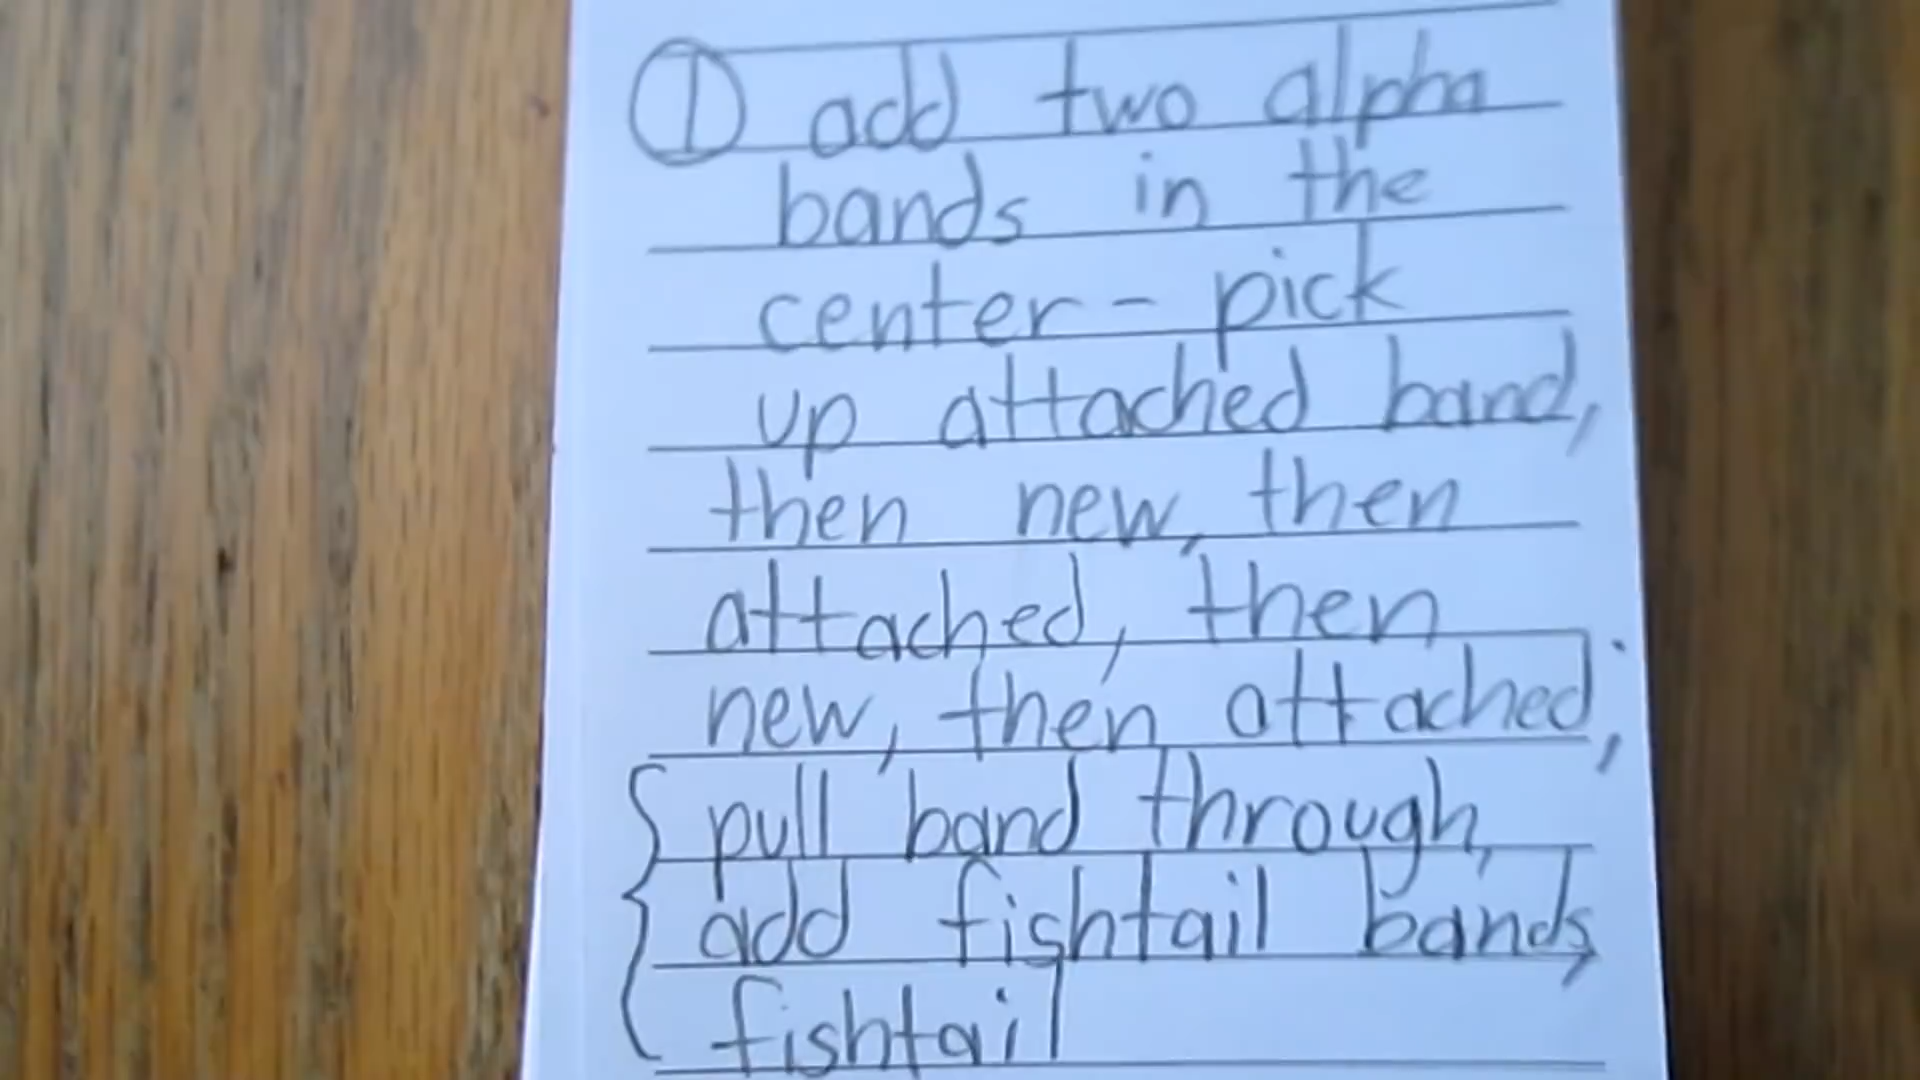 ① add two alpha
bands in the
center - pick
up attached band,
then new, then
attached, then
new, then attached;
pull band through,
add fishtail bands,
fishtail